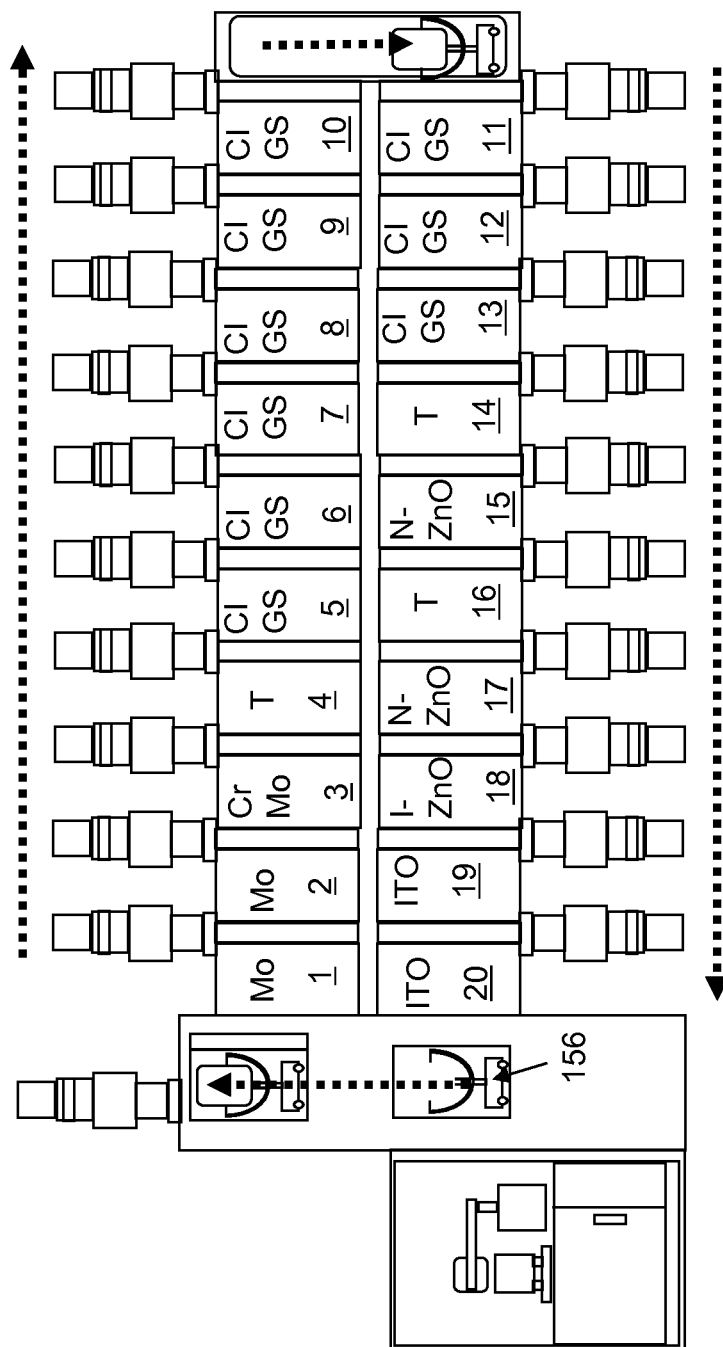 Mo
1
Mo
2
Cr
Mo
3
T
4
CI
GS
5
CI
GS
6
CI
GS
7
CI
GS
8
CI
GS
9
CI
GS
10
CI
GS
11
CI
GS
12
CI
GS
13
T
14
N-
ZnO
15
T
16
N-
ZnO
17
I-
ZnO
18
ITO
19
ITO
20
156